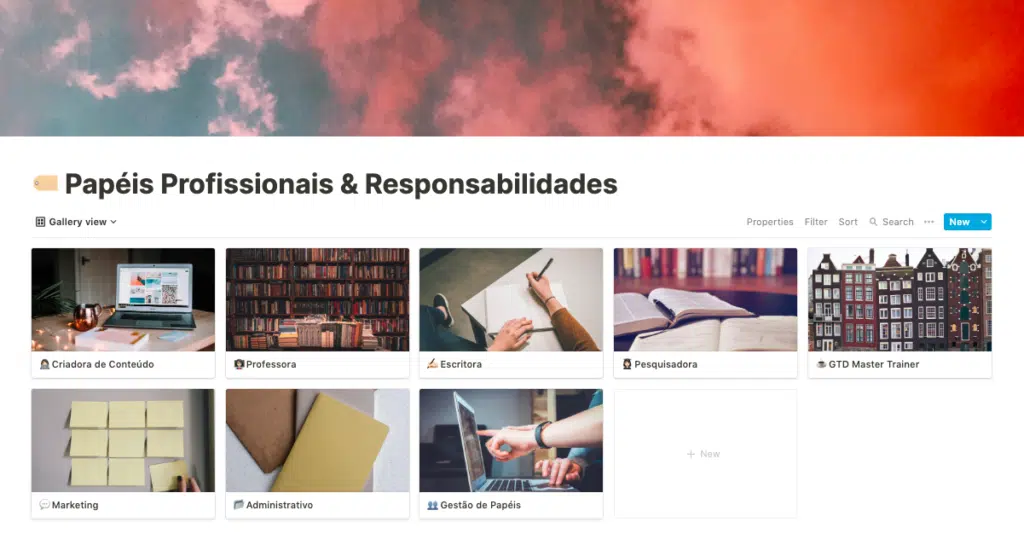 Papéis Profissionais & Responsabilidades
Gallery view
Properties Filter Sort Search ••• New
Criadora de Conteúdo
Professora
Escritora
Pesquisadora
GTD Master Trainer
Marketing
Administrativo
Gestão de Papéis
+ New